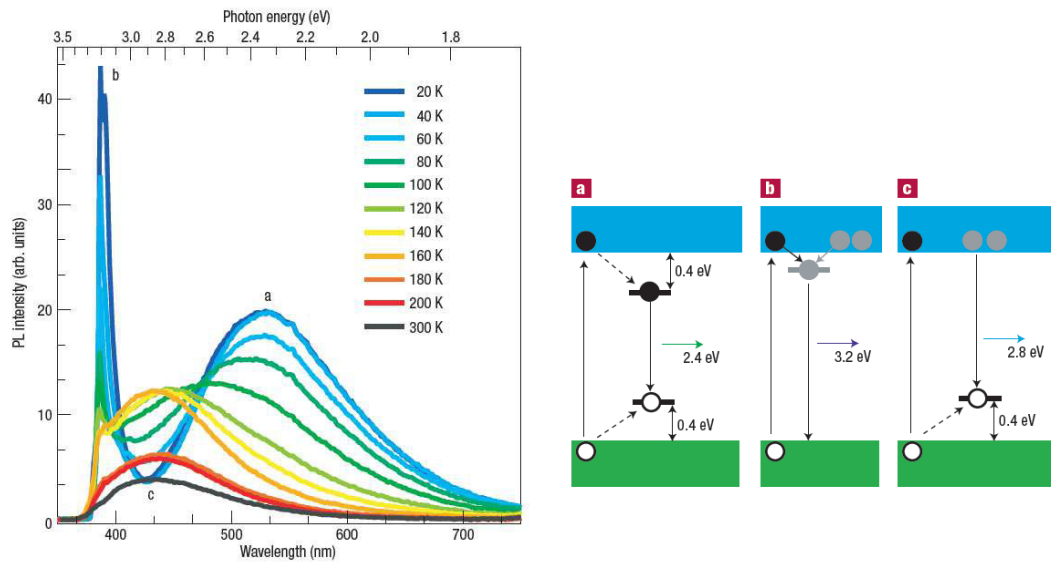 Photon energy (eV)
3.5 3.0 2.8 2.6 2.4 2.2 2.0 1.8
b
40
30
20
10
0
PL intensity (arb. units)
20 K
40 K
60 K
80 K
100 K
120 K
140 K
160 K
180 K
200 K
300 K
a
c
400 500 600 700
Wavelength (nm)
a b c
0.4 eV
2.4 eV 3.2 eV 2.8 eV
0.4 eV 0.4 eV